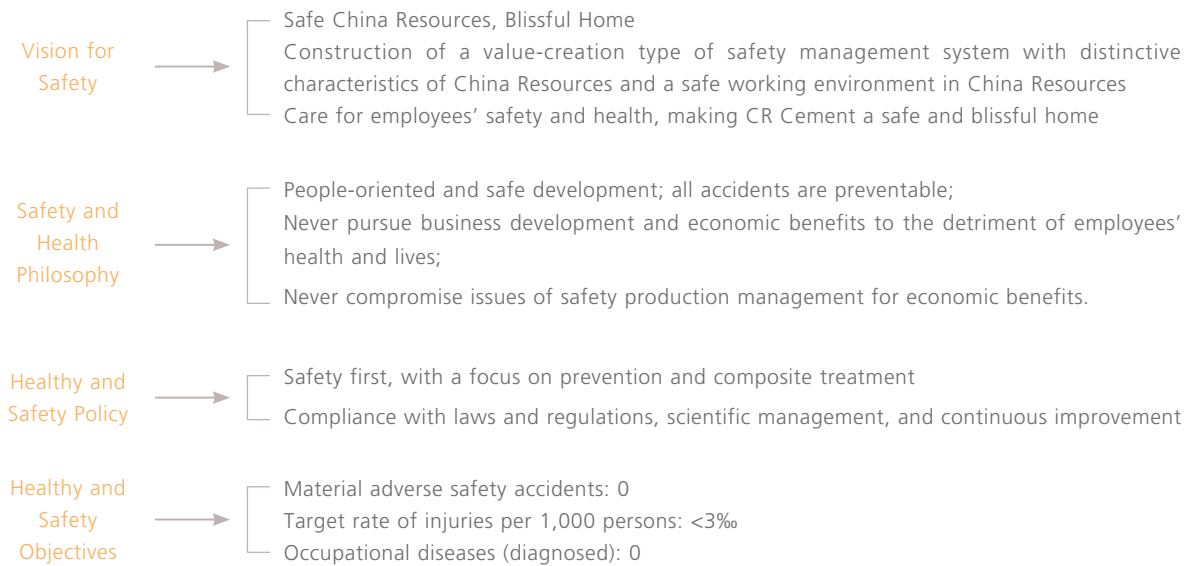 Vision for
Safety
Safe China Resources, Blissful Home
Construction of a value-creation type of safety management system with distinctive
characteristics of China Resources and a safe working environment in China Resources
Care for employees’ safety and health, making CR Cement a safe and blissful home
Safety and
Health
Philosophy
People-oriented and safe development; all accidents are preventable;
Never pursue business development and economic benefits to the detriment of employees’
health and lives;
Never compromise issues of safety production management for economic benefits.
Healthy and
Safety Policy
Safety first, with a focus on prevention and composite treatment
Compliance with laws and regulations, scientific management, and continuous improvement
Healthy and
Safety
Objectives
Material adverse safety accidents: 0
Target rate of injuries per 1,000 persons: <3‰
Occupational diseases (diagnosed): 0